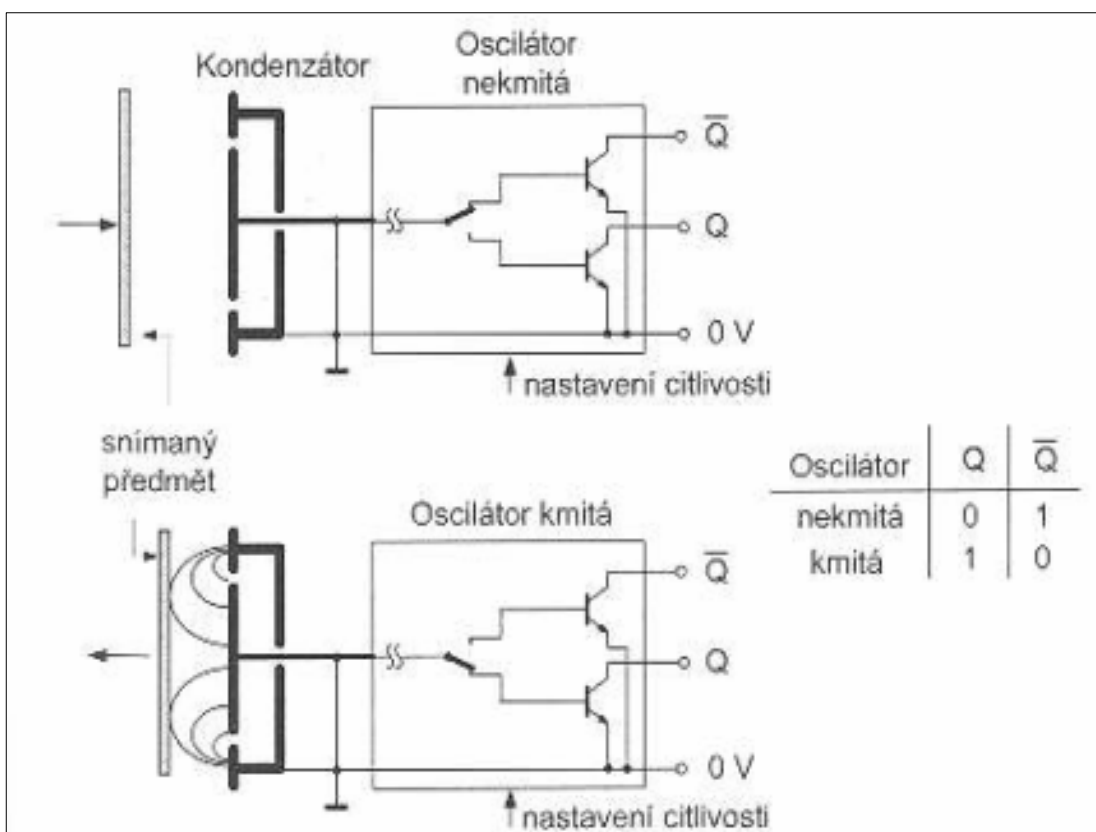 Oscilátor
nekmitá
Kondenzátor
Q̅
Q
0 V
nastavení citlivosti
snímaný
předmět
Oscilátor Q Q̅
nekmitá 0 1
kmitá 1 0
Oscilátor kmitá
Q̅
Q
0 V
nastavení citlivosti